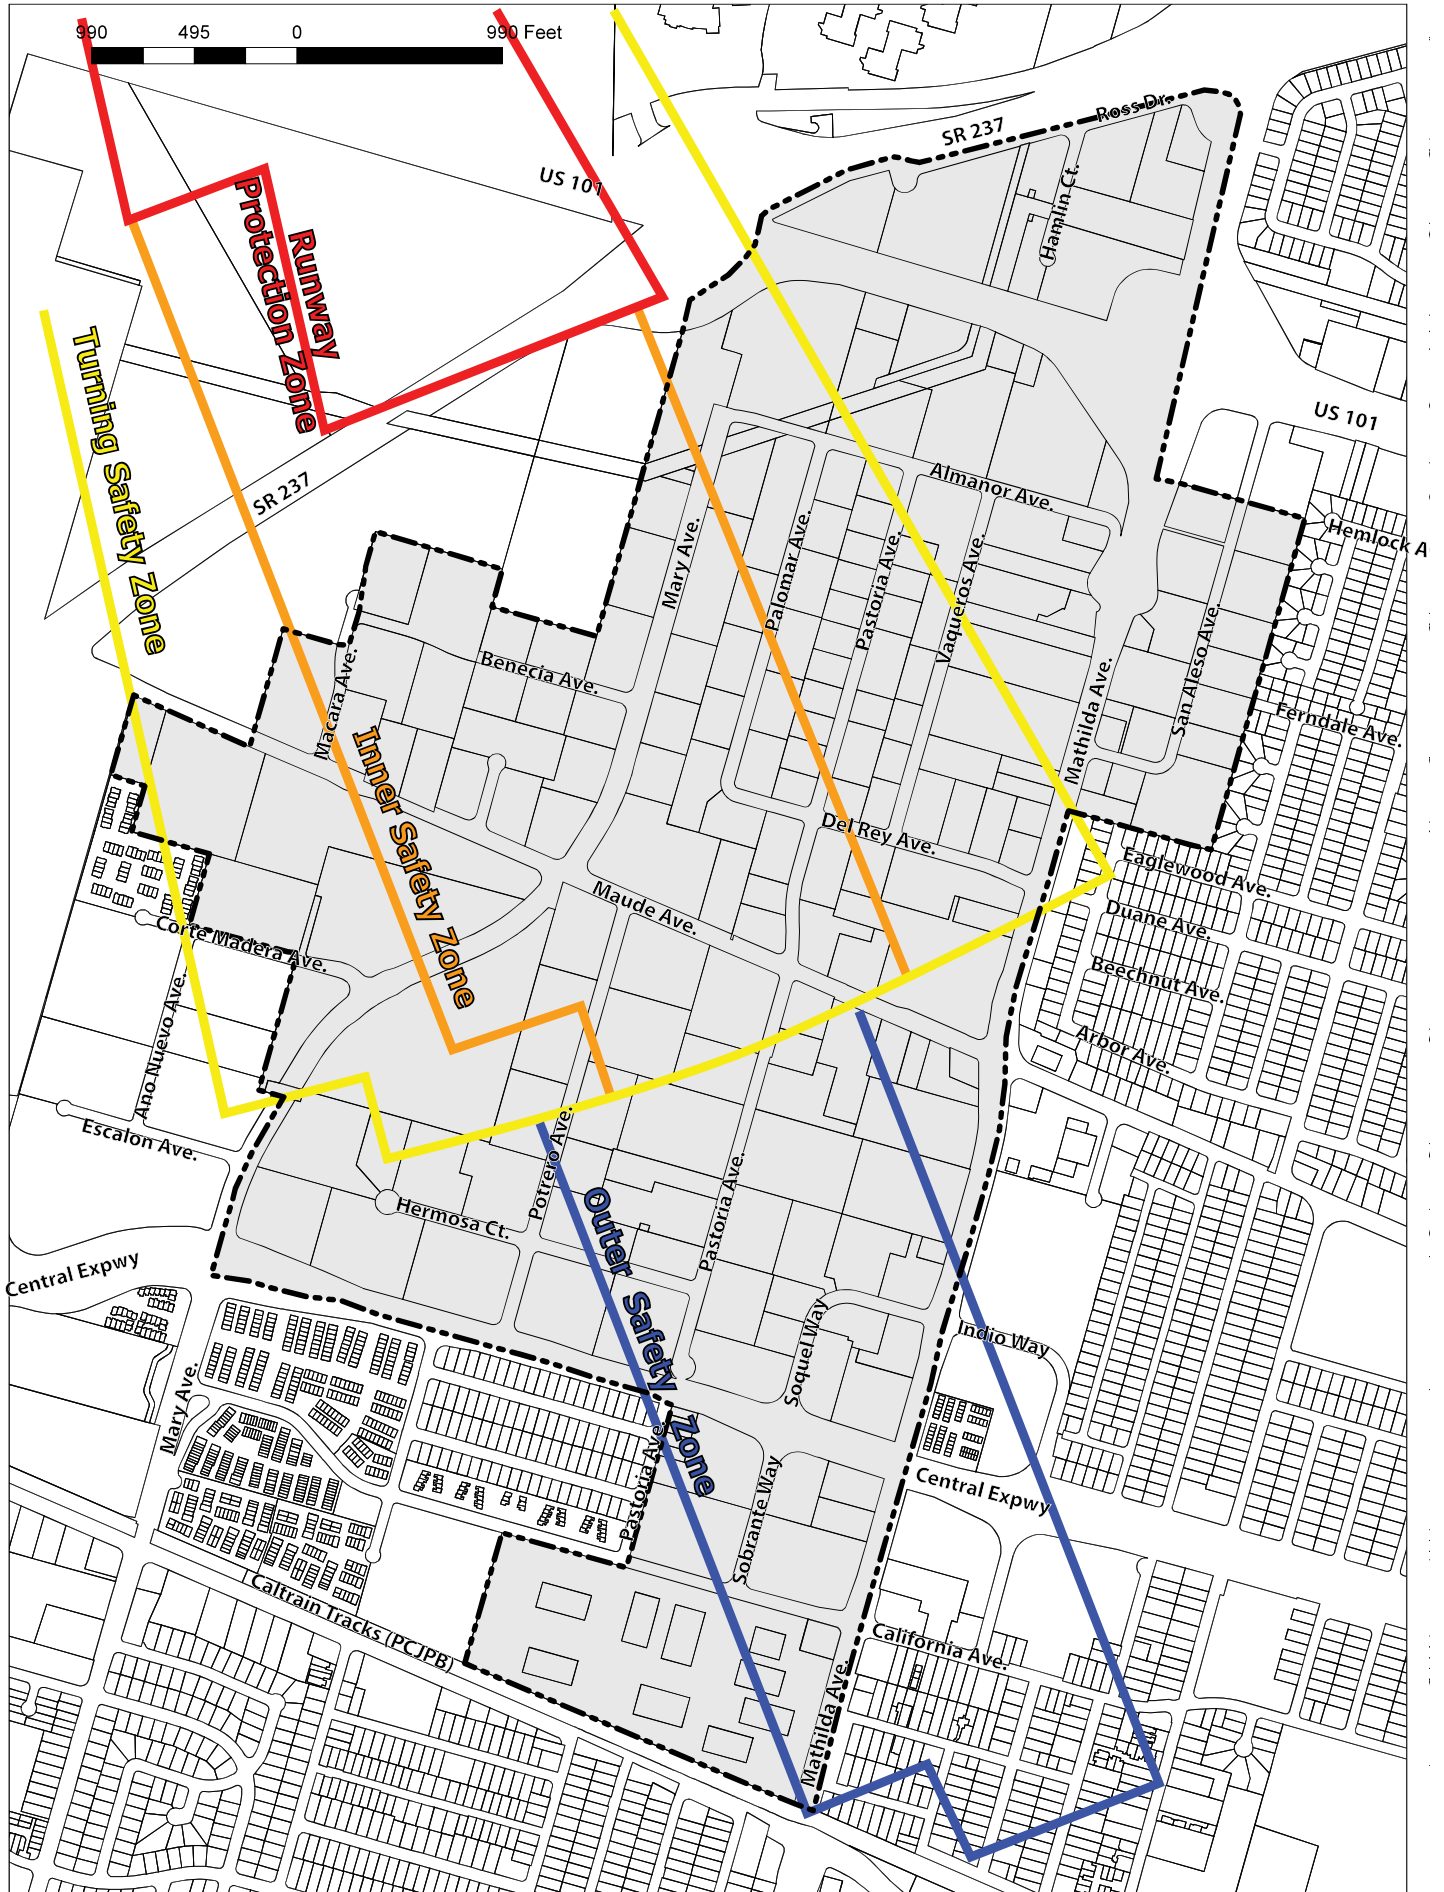 990 495 0 990 Feet
Ross Dr.
SR 237
US 101
Hamlin Ct.
Runway
Protection Zone
Turning Safety Zone
US 101
SR 237
Almanor Ave.
Hemlock A
Mary Ave.
Palomar Ave.
Pastoria Ave.
Vaqueros Ave.
San Aleso Ave.
Benecia Ave.
Macara Ave.
Mathilda Ave.
Ferndale Ave.
Inner Safety Zone
Del Rey Ave.
Eaglewood Ave.
Maude Ave.
Duane Ave.
Corte Madera Ave.
Beechnut Ave.
Ano Nuevo Ave.
Arbor Ave.
Escalon Ave.
Potrero Ave.
Pastoria Ave.
Hermosa Ct.
Outer Safety Zone
Central Expwy
Soquel Way
Indio Way
Mary Ave.
Pastoria Ave.
Sobrante Way
Central Expwy
Caltrain Tracks (PCJPB)
California Ave.
Mathilda Ave.